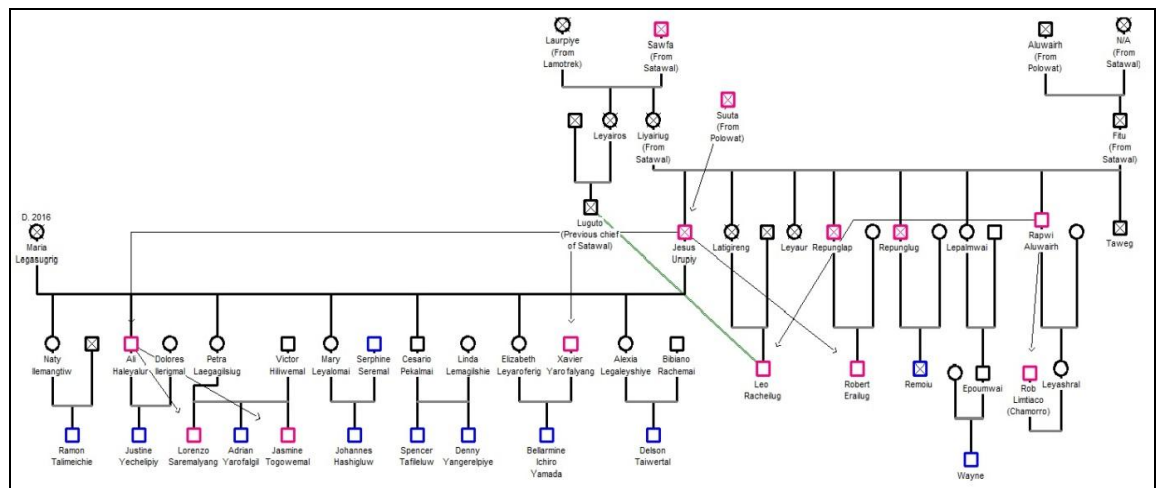 Laurpiye
(From
Lamotrek)
Sawfa
(From
Satawal)
Aluwairh
(From
Polowat)
N/A
(From
Satawal)
Suuta
(From
Polowat)
Leyairos
Liyairiug
(From
Satawal)
Fitu
(From
Satawal)
D. 2016
Maria
Legasugrig
Luguto
(Previous chief
of Satawal)
Jesus
Urupiy
Latigireng
Leyaur
Repunglap
Repunglug
Lepalmwai
Rapwi
Aluwairh
Taweg
Naty
Ilemangtiw
Ali
Haleyalur
Dolores
Ilerigmal
Petra
Laegagilsiug
Victor
Hiliwemal
Mary
Leyalomai
Serphine
Seremal
Cesario
Pekalmai
Linda
Lemagilshie
Elizabeth
Leyaroferig
Xavier
Yarofalyang
Alexia
Legaleyshiye
Bibiano
Rachemai
Leo
Racheilug
Robert
Erailug
Remoiu
Epoumwai
Rob
Limtiaco
(Chamorro)
Leyashral
Ramon
Talimeichie
Justine
Yechelipiy
Lorenzo
Saremalyang
Adrian
Yarofalgil
Jasmine
Togowemal
Johannes
Hashigluw
Spencer
Tafileluw
Denny
Yangerelpiye
Bellarmine
Ichiro
Yamada
Delson
Taiwertal
Wayne